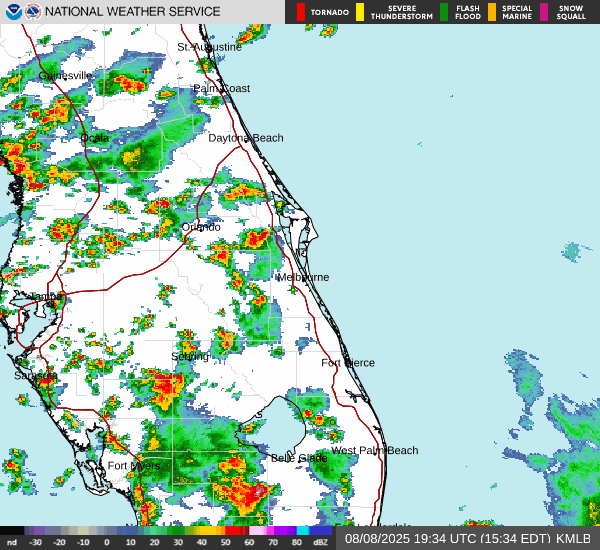 NATIONAL WEATHER SERVICE
TORNADO
SEVERE
THUNDERSTORM
FLASH
FLOOD
SPECIAL
MARINE
SNOW
SQUALL
St. Augustine
Gainesville
Palm Coast
Ocala
Daytona Beach
Orlando
Melbourne
Tampa
Sebring
Fort Pierce
Sarasota
West Palm Beach
Belle Glade
Fort Myers
nd -30 -20 -10 0 10 20 30 40 50 60 70 80 dBZ
08/08/2025 19:34 UTC (15:34 EDT) KMLB